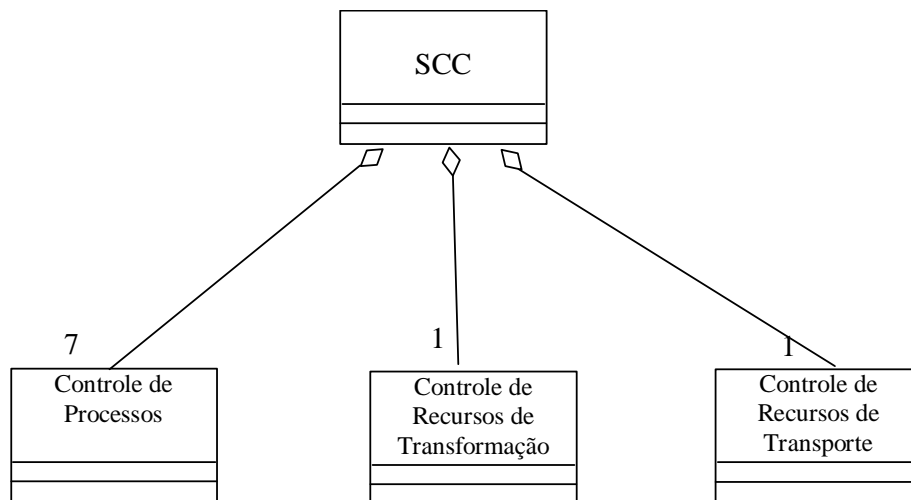 SCC
7
1
1
Controle de
Processos
Controle de
Recursos de
Transformação
Controle de
Recursos de
Transporte